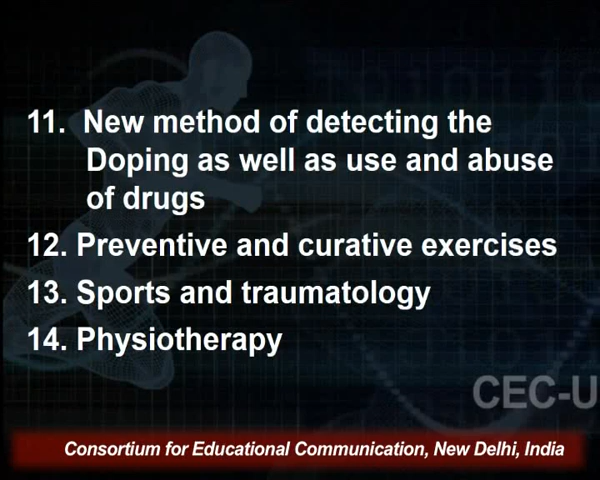 11. New method of detecting the
Doping as well as use and abuse
of drugs
12. Preventive and curative exercises
13. Sports and traumatology
14. Physiotherapy
CEC-U
Consortium for Educational Communication, New Delhi, India